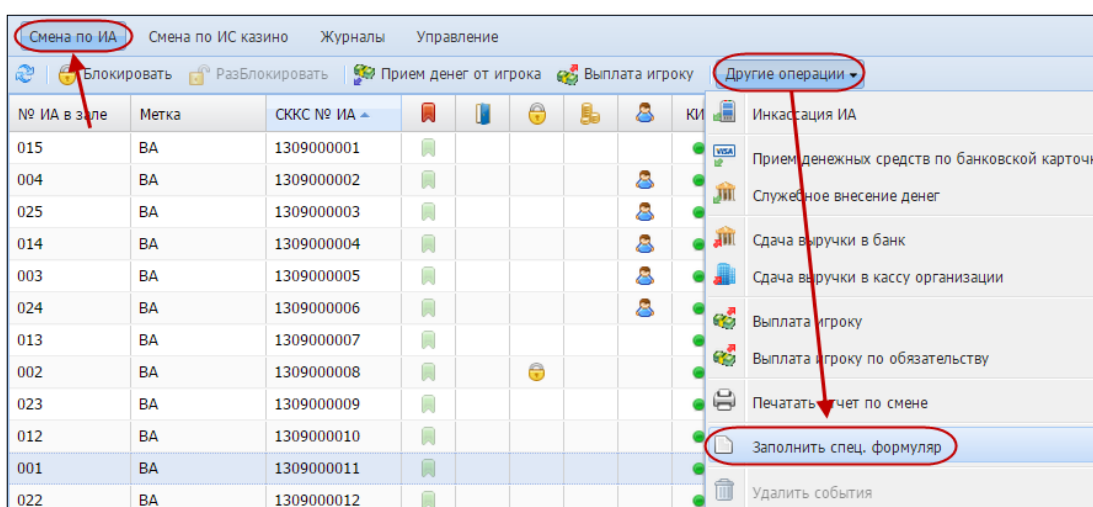 Смена по ИА Смена по ИС казино Журналы Управление
Блокировать РазБлокировать Прием денег от игрока Выплата игроку Другие операции
№ ИА в зале Метка СККС № ИА КИ
015 ВА 1309000001
004 ВА 1309000002
025 ВА 1309000003
014 ВА 1309000004
003 ВА 1309000005
024 ВА 1309000006
013 ВА 1309000007
002 ВА 1309000008
023 ВА 1309000009
012 ВА 1309000010
001 ВА 1309000011
022 ВА 1309000012
Инкассация ИА
VISA Прием денежных средств по банковской карточк
Служебное внесение денег
Сдача выручки в банк
Сдача выручки в кассу организации
Выплата игроку
Выплата игроку по обязательству
Печатать отчет по смене
Заполнить спец. формуляр
Удалить события